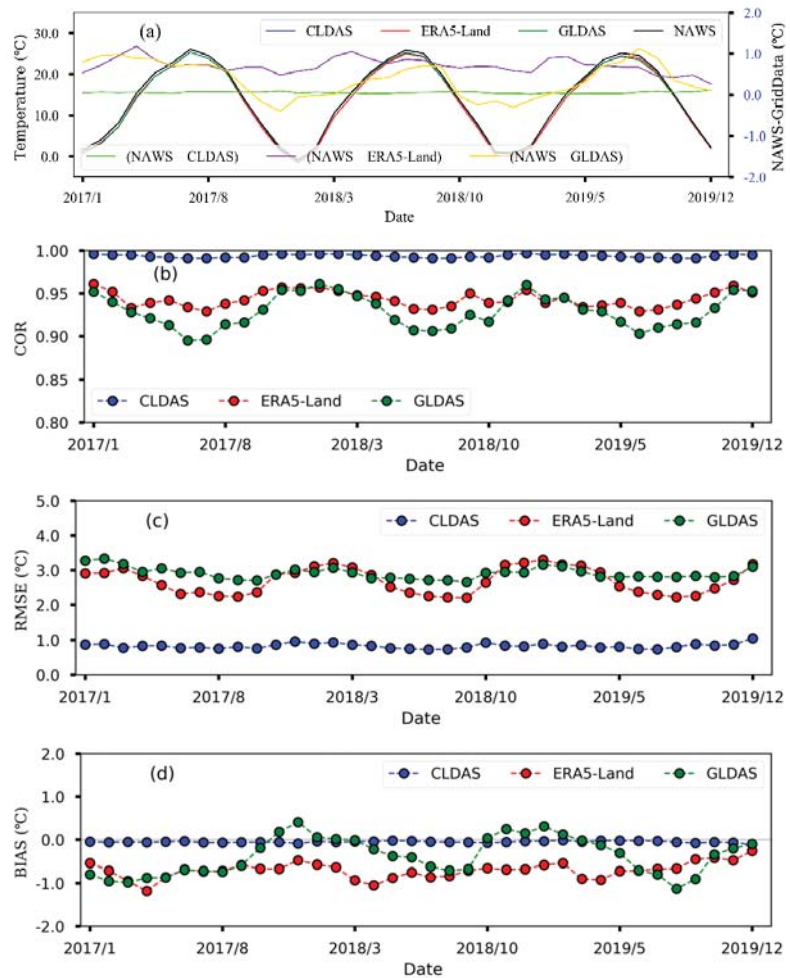 (a)
CLDAS ERA5-Land GLDAS NAWS
30.0
20.0
10.0
0.0
Temperature (℃)
2.0
1.0
0.0
-1.0
-2.0
NAWS-GridData (℃)
(NAWS CLDAS) (NAWS ERA5-Land) (NAWS GLDAS)
2017/1 2017/8 2018/3 2018/10 2019/5 2019/12
Date
(b)
1.00
0.95
0.90
0.85
0.80
COR
CLDAS ERA5-Land GLDAS
2017/1 2017/8 2018/3 2018/10 2019/5 2019/12
Date
(c)
CLDAS ERA5-Land GLDAS
5.0
4.0
3.0
2.0
1.0
0.0
RMSE (℃)
2017/1 2017/8 2018/3 2018/10 2019/5 2019/12
Date
(d)
CLDAS ERA5-Land GLDAS
2.0
1.0
0.0
-1.0
-2.0
BIAS (℃)
2017/1 2017/8 2018/3 2018/10 2019/5 2019/12
Date